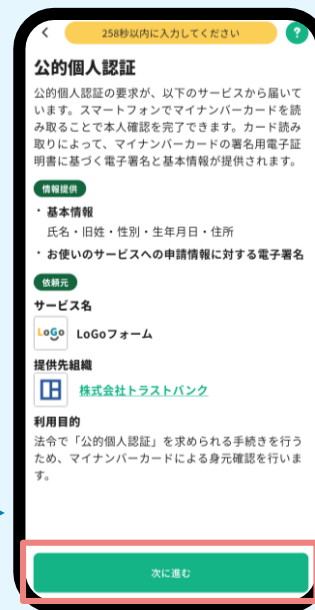 258秒以内に入力してください
?
公的個人認証
公的個人認証の要求が、以下のサービスから届いて
います。スマートフォンでマイナンバーカードを読
み取ることで本人確認を完了できます。カード読み
取りによって、マイナンバーカードの署名用電子証
明書に基づく電子署名と基本情報が提供されます。
情報提供
・基本情報
氏名・旧姓・性別・生年月日・住所
・お使いのサービスへの申請情報に対する電子署名
依頼元
サービス名
LoGo LoGoフォーム
提供先組織
株式会社トラストバンク
利用目的
法令で「公的個人認証」を求められる手続きを行う
ため、マイナンバーカードによる身元確認を行いま
す。
次に進む